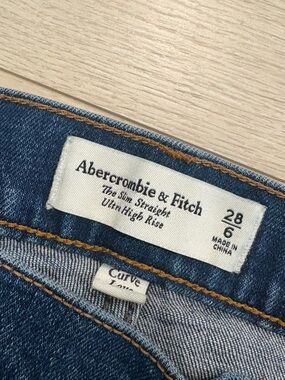 Abercrombie & Fitch
The Slim Straight
Ultra High Rise
28
6
MADE IN
CHINA
Curve